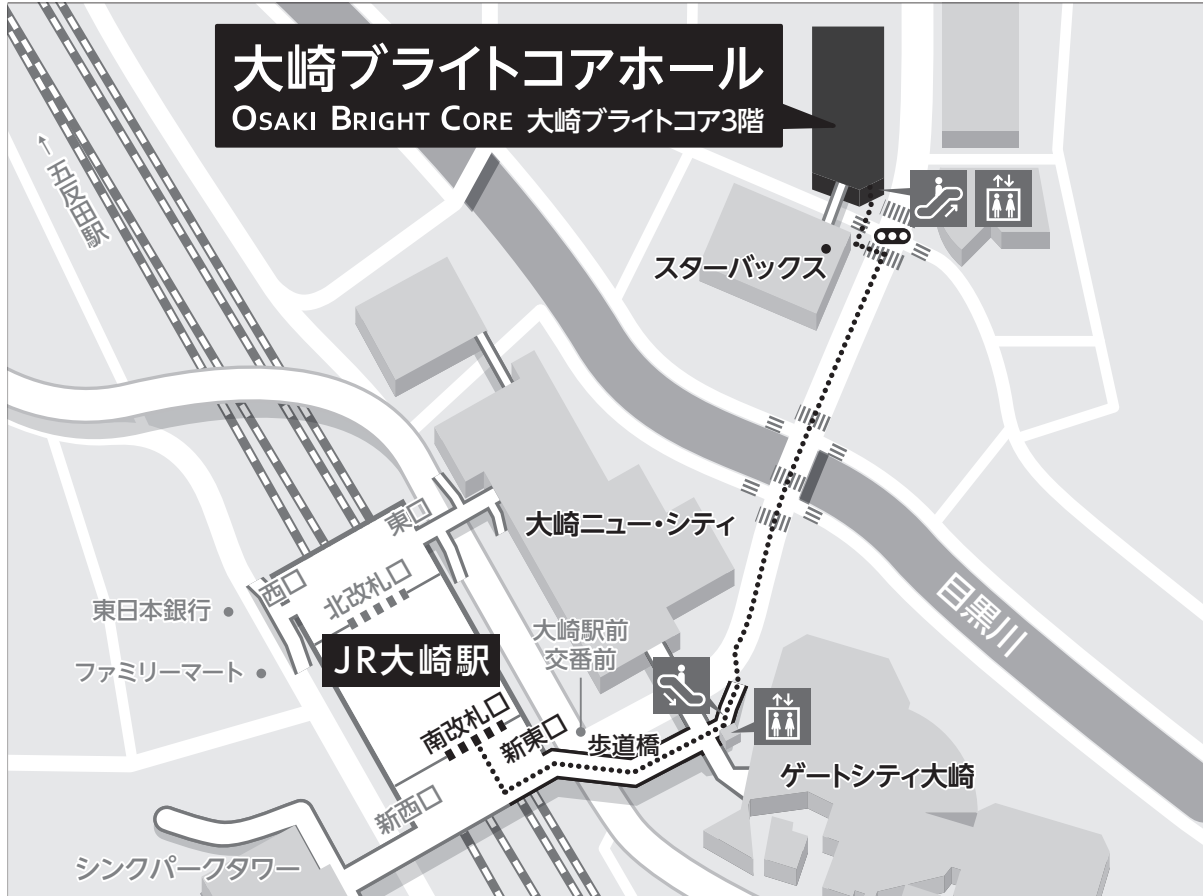 大崎ブライトコアホール
OSAKI BRIGHT CORE 大崎ブライトコア3階
←五反田駅
スターバックス
東口
大崎ニュー・シティ
西口
北改札口
東日本銀行
ファミリーマート
JR大崎駅
大崎駅前
交番前
目黒川
南改札口
新東口
歩道橋
ゲートシティ大崎
新西口
シンクパークタワー